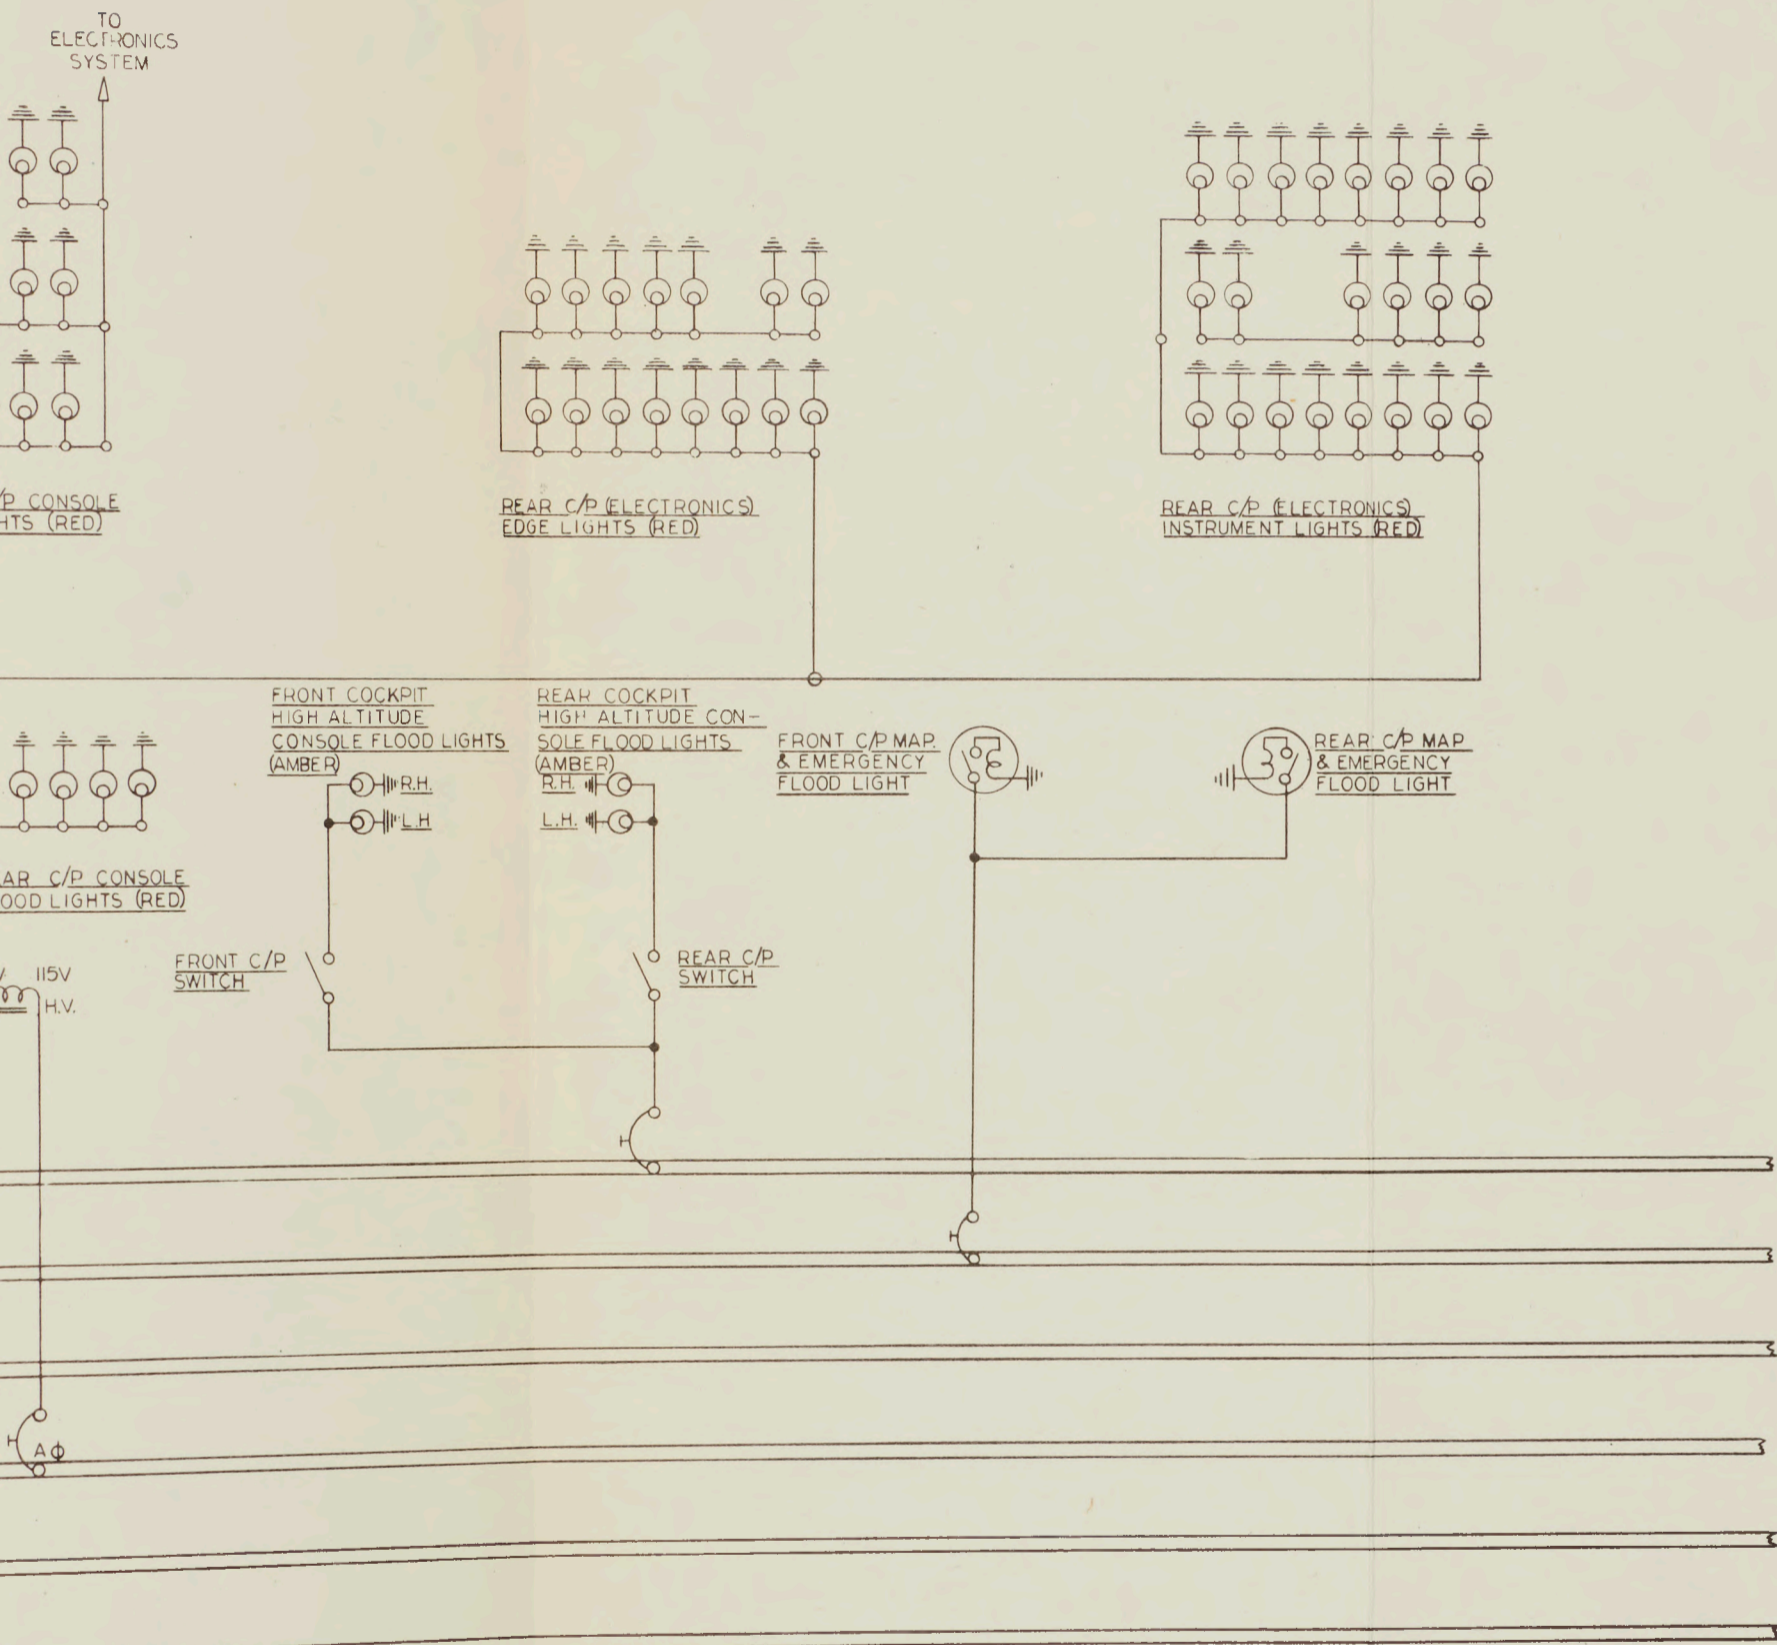 TO
ELECTRONICS
SYSTEM
/P CONSOLE
HTS (RED)
REAR C/P (ELECTRONICS)
EDGE LIGHTS (RED)
REAR C/P (ELECTRONICS)
INSTRUMENT LIGHTS (RED)
FRONT COCKPIT
HIGH ALTITUDE
CONSOLE FLOOD LIGHTS
(AMBER)
R.H.
L.H
REAR COCKPIT
HIGH ALTITUDE CON-
SOLE FLOOD LIGHTS
(AMBER)
R.H.
L.H.
FRONT C/P MAP.
& EMERGENCY
FLOOD LIGHT
REAR C/P MAP
& EMERGENCY
FLOOD LIGHT
AR C/P CONSOLE
OOD LIGHTS (RED)
FRONT C/P
SWITCH
REAR C/P
SWITCH
115V
H.V.
A Φ